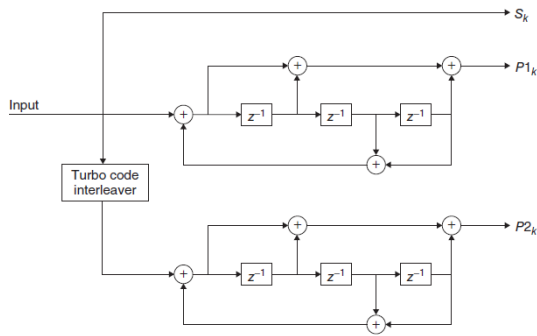 S_k
+ + P1_k
Input
+ z⁻¹ z⁻¹ z⁻¹
+
Turbo code
interleaver
+ + P2_k
+ z⁻¹ z⁻¹ z⁻¹
+